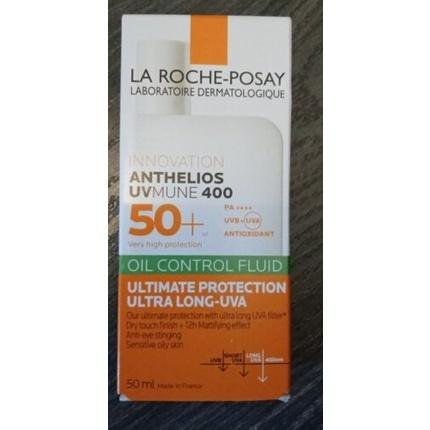 LA ROCHE-POSAY
LABORATOIRE DERMATOLOGIQUE
INNOVATION
ANTHELIOS
UVMUNE 400
50+
Very high protection
PA ++++
UVB + UVA
ANTIOXIDANT
OIL CONTROL FLUID
ULTIMATE PROTECTION
ULTRA LONG-UVA
Our ultimate protection with ultra long UVA filter*
Dry touch finish + 12h Mattifying effect
Anti-eye stinging
Sensitive oily skin
UVB
SHORT UVA
LONG UVA
400nm
50 ml Made in France